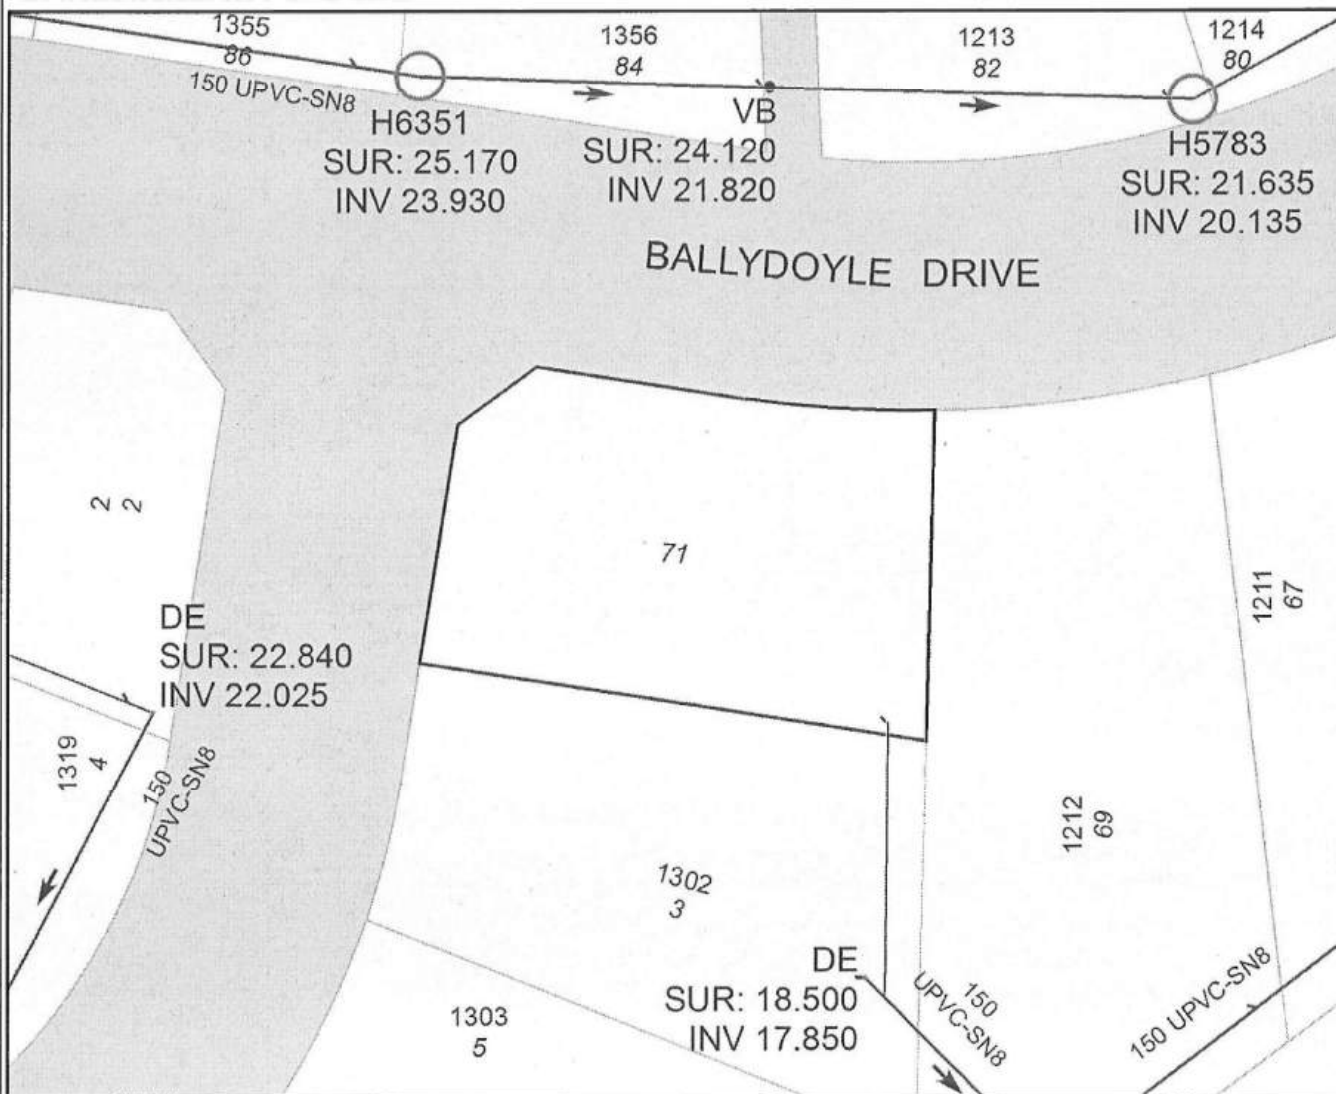 1355
86
150 UPVC-SN8
H6351
SUR: 25.170
INV 23.930
1356
84
VB
SUR: 24.120
INV 21.820
1213
82
1214
80
H5783
SUR: 21.635
INV 20.135
BALLYDOYLE DRIVE
2
2
71
1211
67
DE
SUR: 22.840
INV 22.025
1319
4
150
UPVC-SN8
1212
69
1302
3
DE
SUR: 18.500
INV 17.850
150
UPVC-SN8
150 UPVC-SN8
1303
5